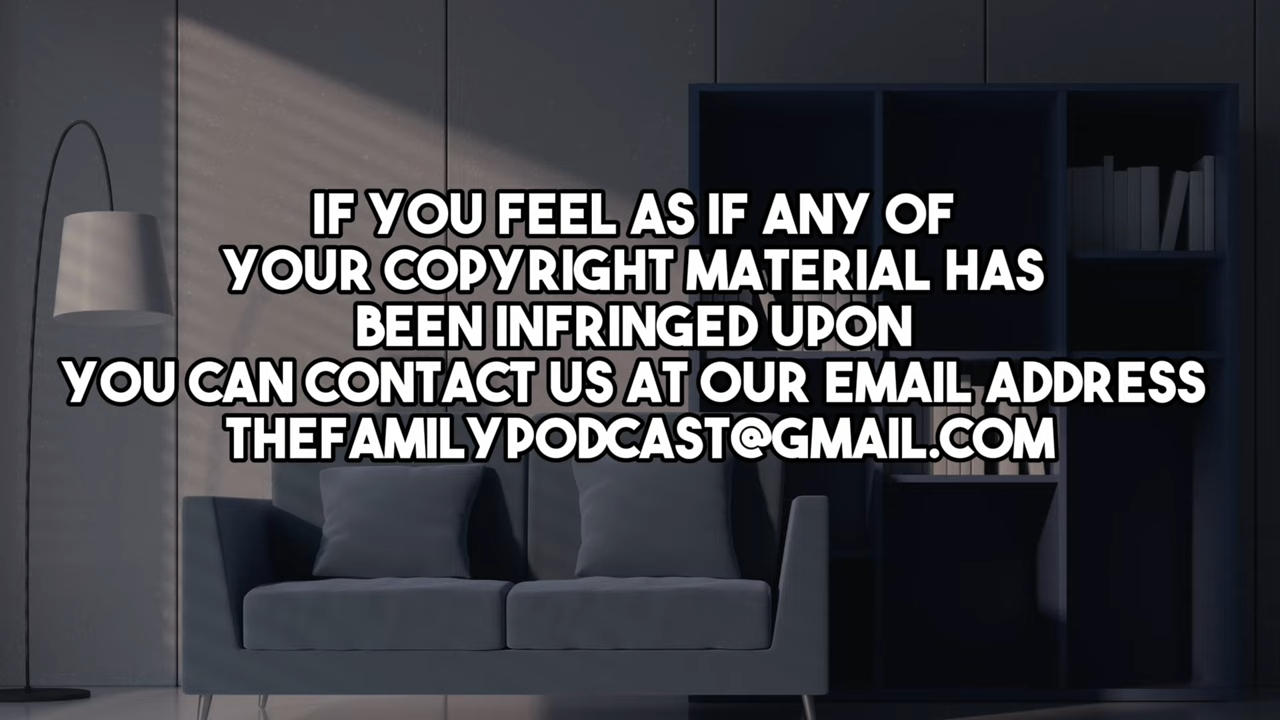 IF YOU FEEL AS IF ANY OF
YOUR COPYRIGHT MATERIAL HAS
BEEN INFRINGED UPON
YOU CAN CONTACT US AT OUR EMAIL ADDRESS
THEFAMILYPODCAST@GMAIL.COM